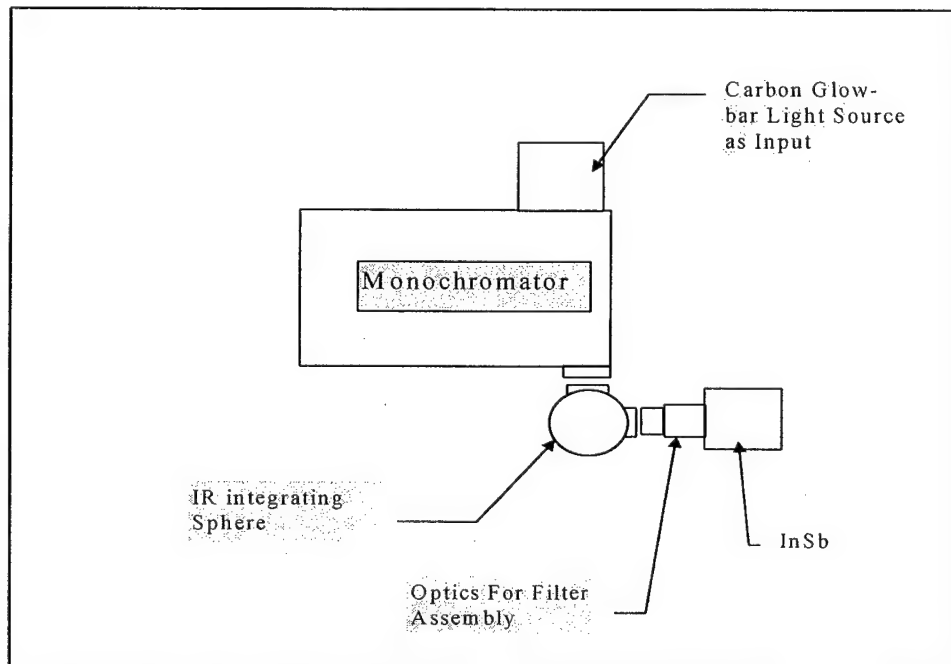 Carbon Glow-
bar Light Source
as Input
Monochromator
IR integrating
Sphere
InSb
Optics For Filter
Assembly